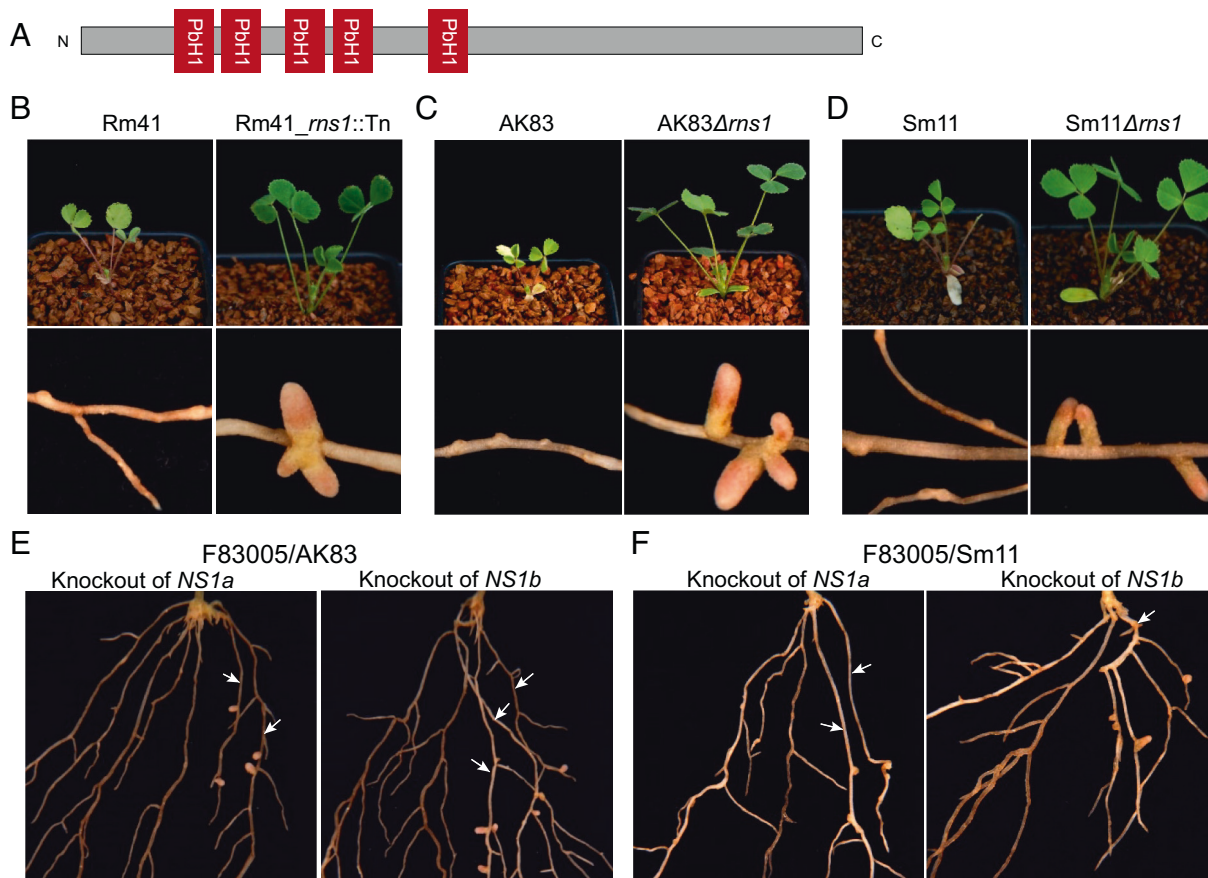 A
N
PbH1
PbH1
PbH1
PbH1
PbH1
C
B
Rm41
Rm41_rns1::Tn
C
AK83
AK83Δrns1
D
Sm11
Sm11Δrns1
E
F83005/AK83
Knockout of NS1a
Knockout of NS1b
F
F83005/Sm11
Knockout of NS1a
Knockout of NS1b